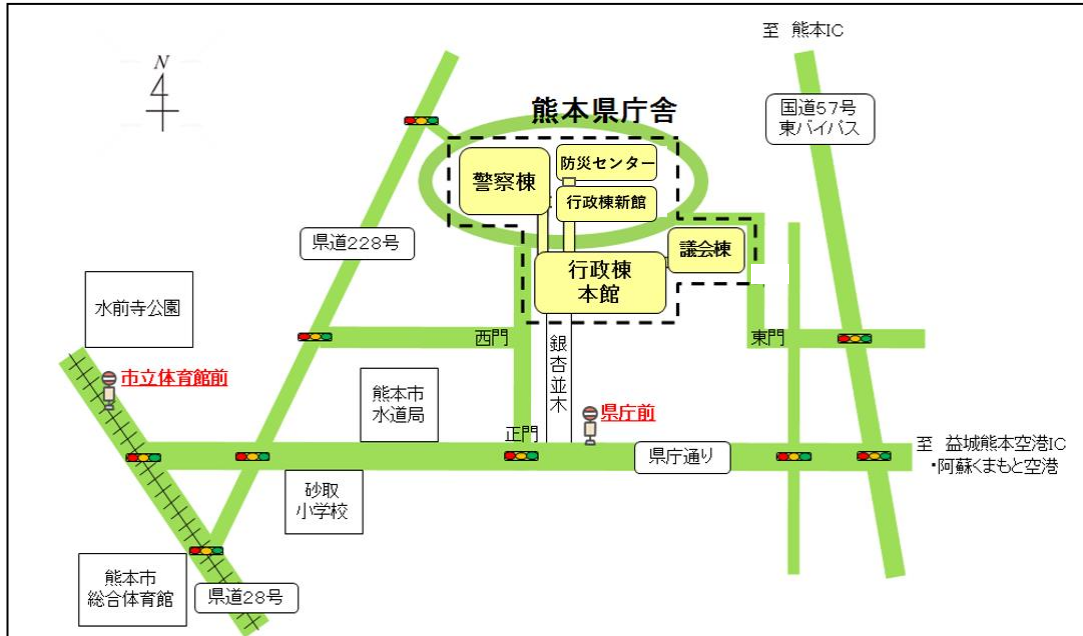 至 熊本IC
N
国道57号
東バイパス
熊本県庁舎
防災センター
警察棟
行政棟新館
県道228号
議会棟
行政棟
本館
水前寺公園
西門
東門
銀杏並木
市立体育館前
熊本市
水道局
県庁前
正門
県庁通り
至 益城熊本空港IC
・阿蘇くまもと空港
砂取
小学校
熊本市
総合体育館
県道28号